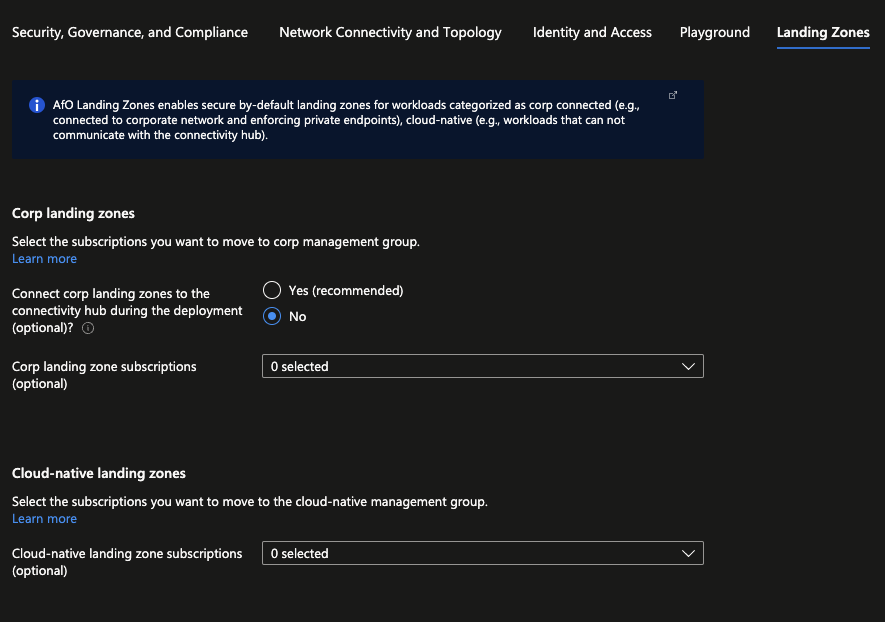 Security, Governance, and Compliance
Network Connectivity and Topology
Identity and Access
Playground
Landing Zones
AfO Landing Zones enables secure by-default landing zones for workloads categorized as corp connected (e.g.,
connected to corporate network and enforcing private endpoints), cloud-native (e.g., workloads that can not
communicate with the connectivity hub).
Corp landing zones
Select the subscriptions you want to move to corp management group.
Learn more
Connect corp landing zones to the
connectivity hub during the deployment
(optional)?
Yes (recommended)
No
Corp landing zone subscriptions
(optional)
0 selected
Cloud-native landing zones
Select the subscriptions you want to move to the cloud-native management group.
Learn more
Cloud-native landing zone subscriptions
(optional)
0 selected